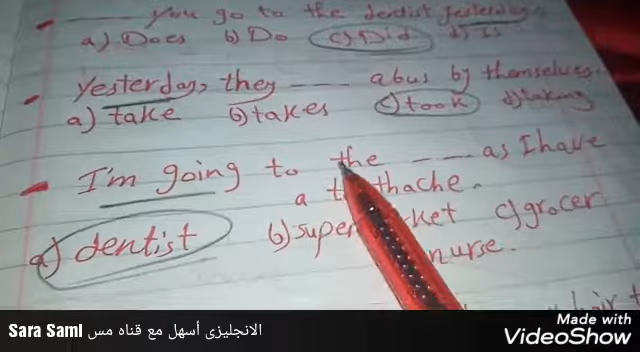 ---- you go to the dentist yesterday.
a) Does b) Do c) Did d) Is
Yesterday, they ---- abus by themselves.
a) take b) takes c) took d) taking
I'm going to the ---- as I have
a thache.
a) dentist b) super ket c) grocer
nurse.
Sara Sami الانجليزى أسهل مع قناه مس
Made with
VideoShow